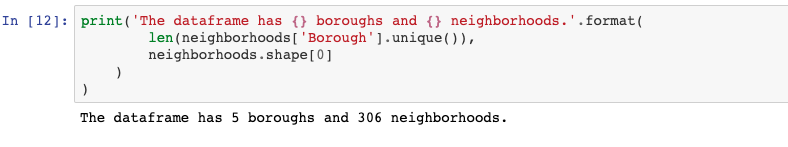 In [12]: print('The dataframe has {} boroughs and {} neighborhoods.'.format(
len(neighborhoods['Borough'].unique()),
neighborhoods.shape[0]
)
)
The dataframe has 5 boroughs and 306 neighborhoods.